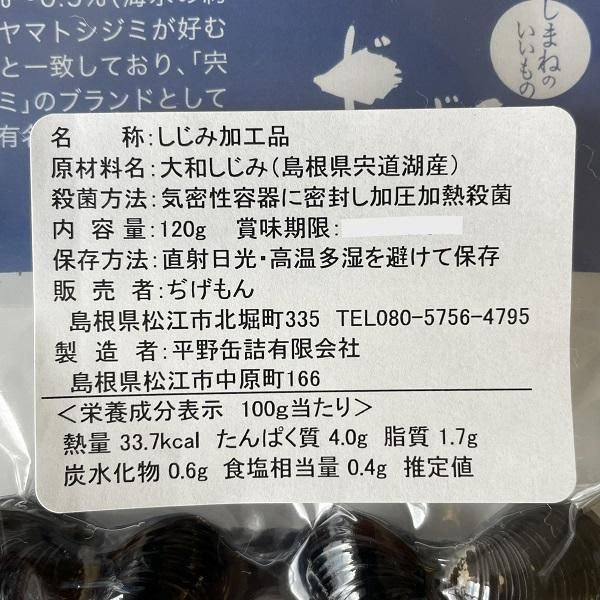 ヤマトシジミが好む
と一致しており、「宍
ミ」のブランドとして
有名
しまねの
いいもの
名　　称：しじみ加工品
原材料名：大和しじみ（島根県宍道湖産）
殺菌方法：気密性容器に密封し加圧加熱殺菌
内 容 量：120g　賞味期限：
保存方法：直射日光・高温多湿を避けて保存
販 売 者：ぢげもん
島根県松江市北堀町335　TEL080-5756-4795
製 造 者：平野缶詰有限会社
島根県松江市中原町166
＜栄養成分表示　100g当たり＞
熱量 33.7kcal　たんぱく質 4.0g　脂質 1.7g
炭水化物 0.6g　食塩相当量 0.4g　推定値